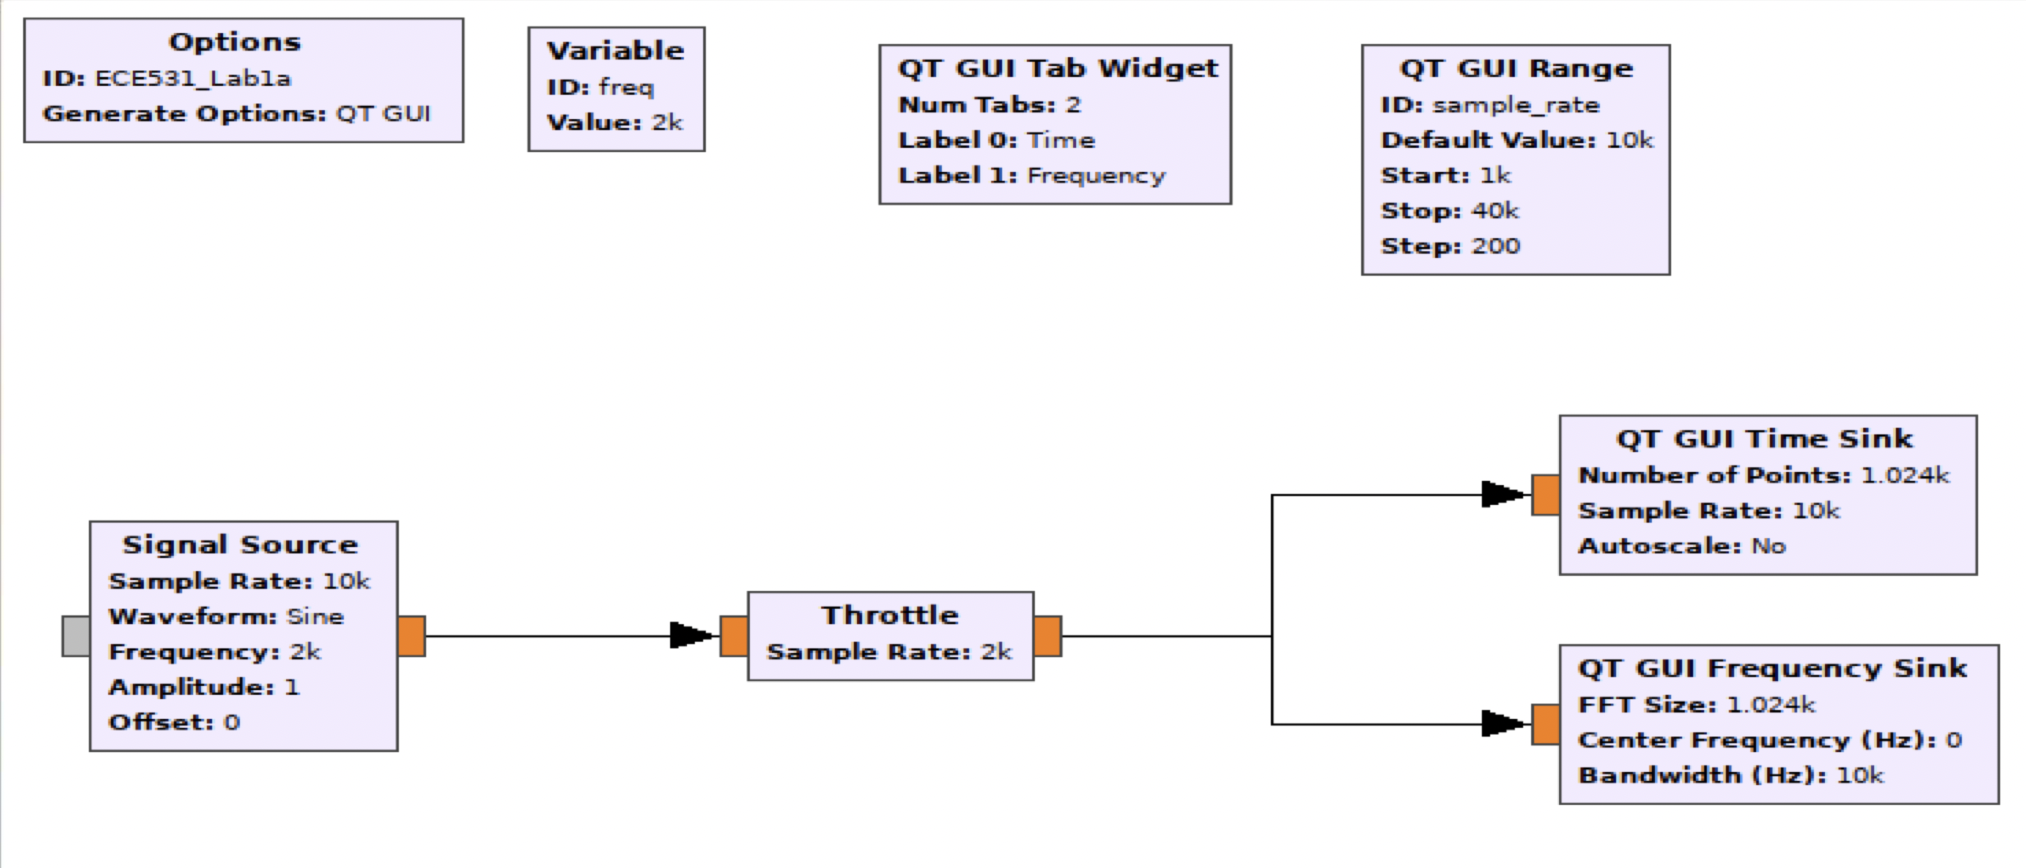 Options
ID: ECE531_Lab1a
Generate Options: QT GUI
Variable
ID: freq
Value: 2k
QT GUI Tab Widget
Num Tabs: 2
Label 0: Time
Label 1: Frequency
QT GUI Range
ID: sample_rate
Default Value: 10k
Start: 1k
Stop: 40k
Step: 200
Signal Source
Sample Rate: 10k
Waveform: Sine
Frequency: 2k
Amplitude: 1
Offset: 0
Throttle
Sample Rate: 2k
QT GUI Time Sink
Number of Points: 1.024k
Sample Rate: 10k
Autoscale: No
QT GUI Frequency Sink
FFT Size: 1.024k
Center Frequency (Hz): 0
Bandwidth (Hz): 10k